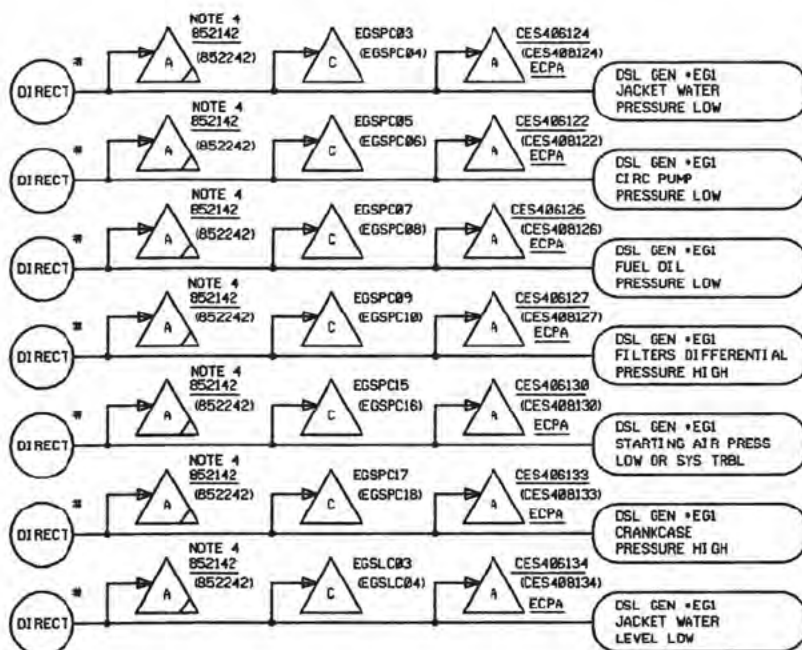 NOTE 4
852142
(852242)
EGSPC03
(EGSPC04)
CES406124
(CES408124)
ECPA
DIRECT
*
A
C
A
DSL GEN *EG1
JACKET WATER
PRESSURE LOW
NOTE 4
852142
(852242)
EGSPC05
(EGSPC06)
CES406122
(CES408122)
ECPA
DIRECT
*
A
C
A
DSL GEN *EG1
CIRC PUMP
PRESSURE LOW
NOTE 4
852142
(852242)
EGSPC07
(EGSPC08)
CES406126
(CES408126)
ECPA
DIRECT
*
A
C
A
DSL GEN *EG1
FUEL OIL
PRESSURE LOW
NOTE 4
852142
(852242)
EGSPC09
(EGSPC10)
CES406127
(CES408127)
ECPA
DIRECT
*
A
C
A
DSL GEN *EG1
FILTERS DIFFERENTIAL
PRESSURE HIGH
NOTE 4
852142
(852242)
EGSPC15
(EGSPC16)
CES406130
(CES408130)
ECPA
DIRECT
*
A
C
A
DSL GEN *EG1
STARTING AIR PRESS
LOW OR SYS TRBL
NOTE 4
852142
(852242)
EGSPC17
(EGSPC18)
CES406133
(CES408133)
ECPA
DIRECT
*
A
C
A
DSL GEN *EG1
CRANKCASE
PRESSURE HIGH
NOTE 4
852142
(852242)
EGSLC03
(EGSLC04)
CES406134
(CES408134)
ECPA
DIRECT
*
A
C
A
DSL GEN *EG1
JACKET WATER
LEVEL LOW